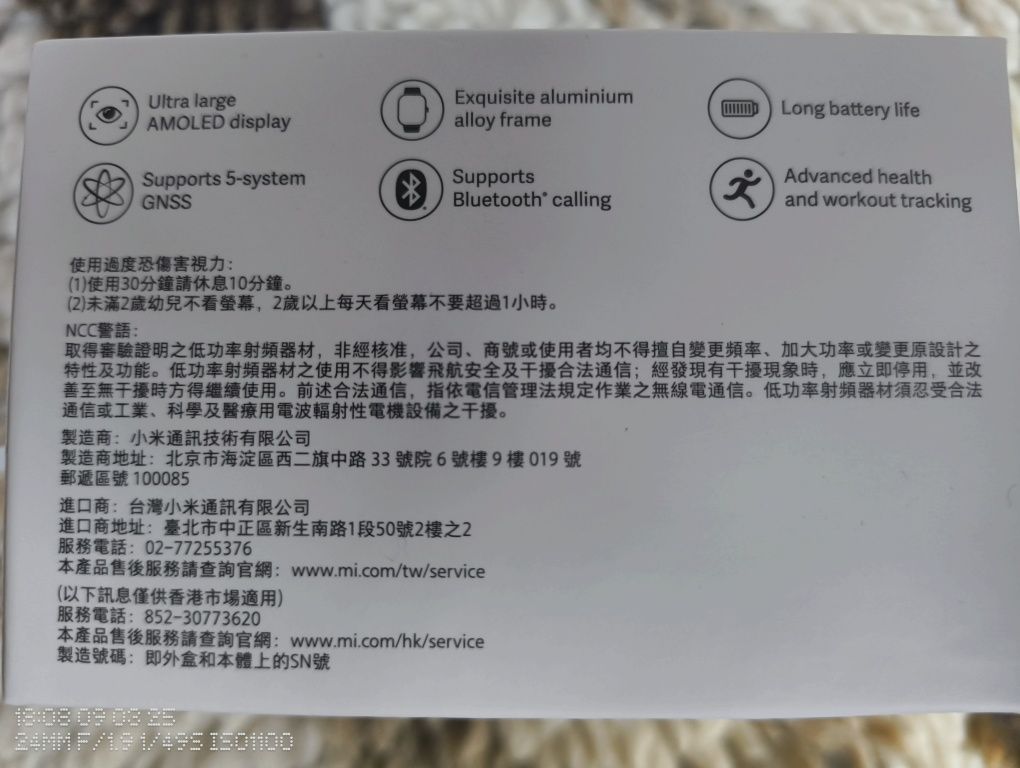 Ultra large
AMOLED display
Exquisite aluminium
alloy frame
Long battery life
Supports 5-system
GNSS
Supports
Bluetooth® calling
Advanced health
and workout tracking
使用過度恐傷害視力：
(1)使用30分鐘請休息10分鐘。
(2)未滿2歲幼兒不看螢幕，2歲以上每天看螢幕不要超過1小時。
NCC警語：
取得審驗證明之低功率射頻器材，非經核准，公司、商號或使用者均不得擅自變更頻率、加大功率或變更原設計之
特性及功能。低功率射頻器材之使用不得影響飛航安全及干擾合法通信；經發現有干擾現象時，應立即停用，並改
善至無干擾時方得繼續使用。前述合法通信，指依電信管理法規定作業之無線電通信。低功率射頻器材須忍受合法
通信或工業、科學及醫療用電波輻射性電機設備之干擾。
製造商：小米通訊技術有限公司
製造商地址：北京市海淀區西二旗中路 33 號院 6 號樓 9 樓 019 號
郵遞區號 100085
進口商：台灣小米通訊有限公司
進口商地址：臺北市中正區新生南路1段50號2樓之2
服務電話：02-77255376
本產品售後服務請查詢官網：www.mi.com/tw/service
(以下訊息僅供香港市場適用)
服務電話：852-30773620
本產品售後服務請查詢官網：www.mi.com/hk/service
製造號碼：即外盒和本體上的SN號
18:08 09.03.25
24MM F/1.9 1/49S ISO1100